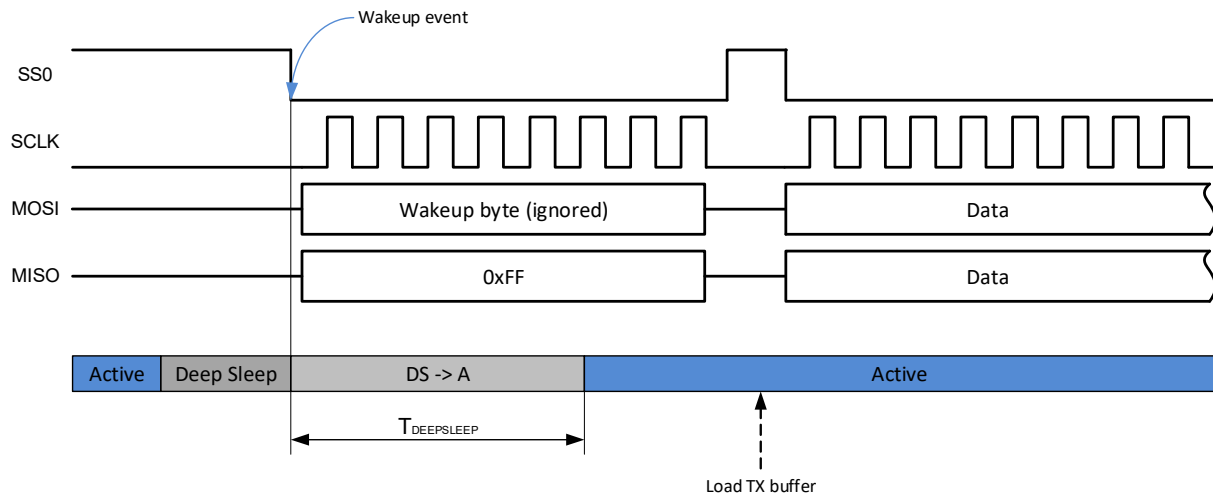 Wakeup event
SS0
SCLK
MOSI
Wakeup byte (ignored)
Data
MISO
0xFF
Data
Active
Deep Sleep
DS -> A
Active
TDEEPSLEEP
Load TX buffer